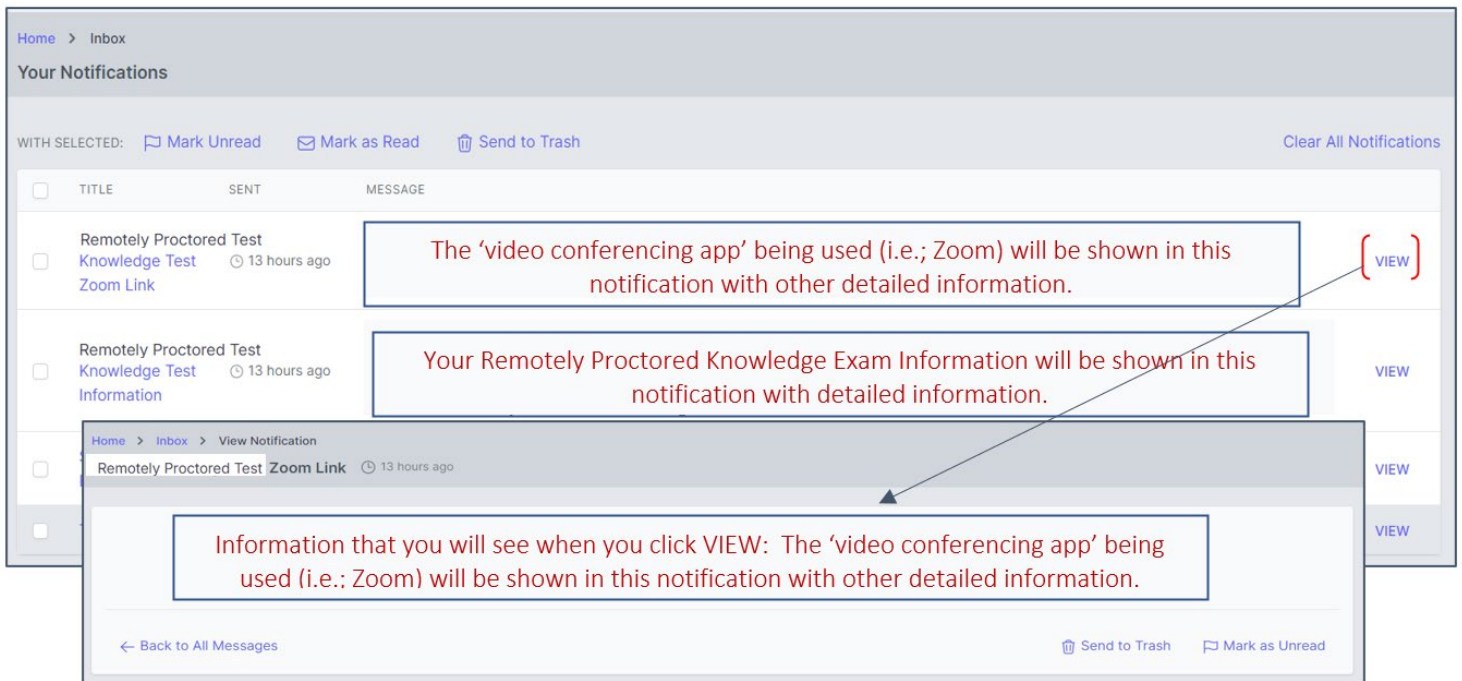 Home > Inbox
Your Notifications
WITH SELECTED: Mark Unread Mark as Read Send to Trash Clear All Notifications
TITLE SENT MESSAGE
Remotely Proctored Test
Knowledge Test 13 hours ago
Zoom Link
The ‘video conferencing app’ being used (i.e.; Zoom) will be shown in this
notification with other detailed information.
VIEW
Remotely Proctored Test
Knowledge Test 13 hours ago
Information
Your Remotely Proctored Knowledge Exam Information will be shown in this
notification with detailed information.
VIEW
VIEW
VIEW
Home > Inbox > View Notification
Remotely Proctored Test Zoom Link 13 hours ago
Information that you will see when you click VIEW: The ‘video conferencing app’ being
used (i.e.; Zoom) will be shown in this notification with other detailed information.
← Back to All Messages Send to Trash Mark as Unread